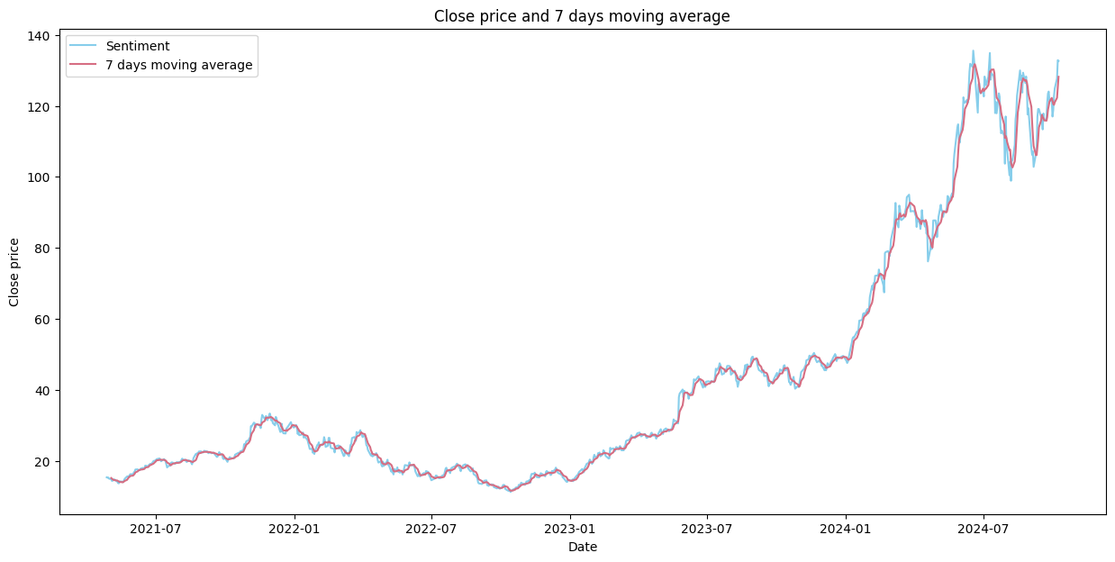 Close price and 7 days moving average
Sentiment
7 days moving average
Close price
140
120
100
80
60
40
20
2021-07
2022-01
2022-07
2023-01
2023-07
2024-01
2024-07
Date